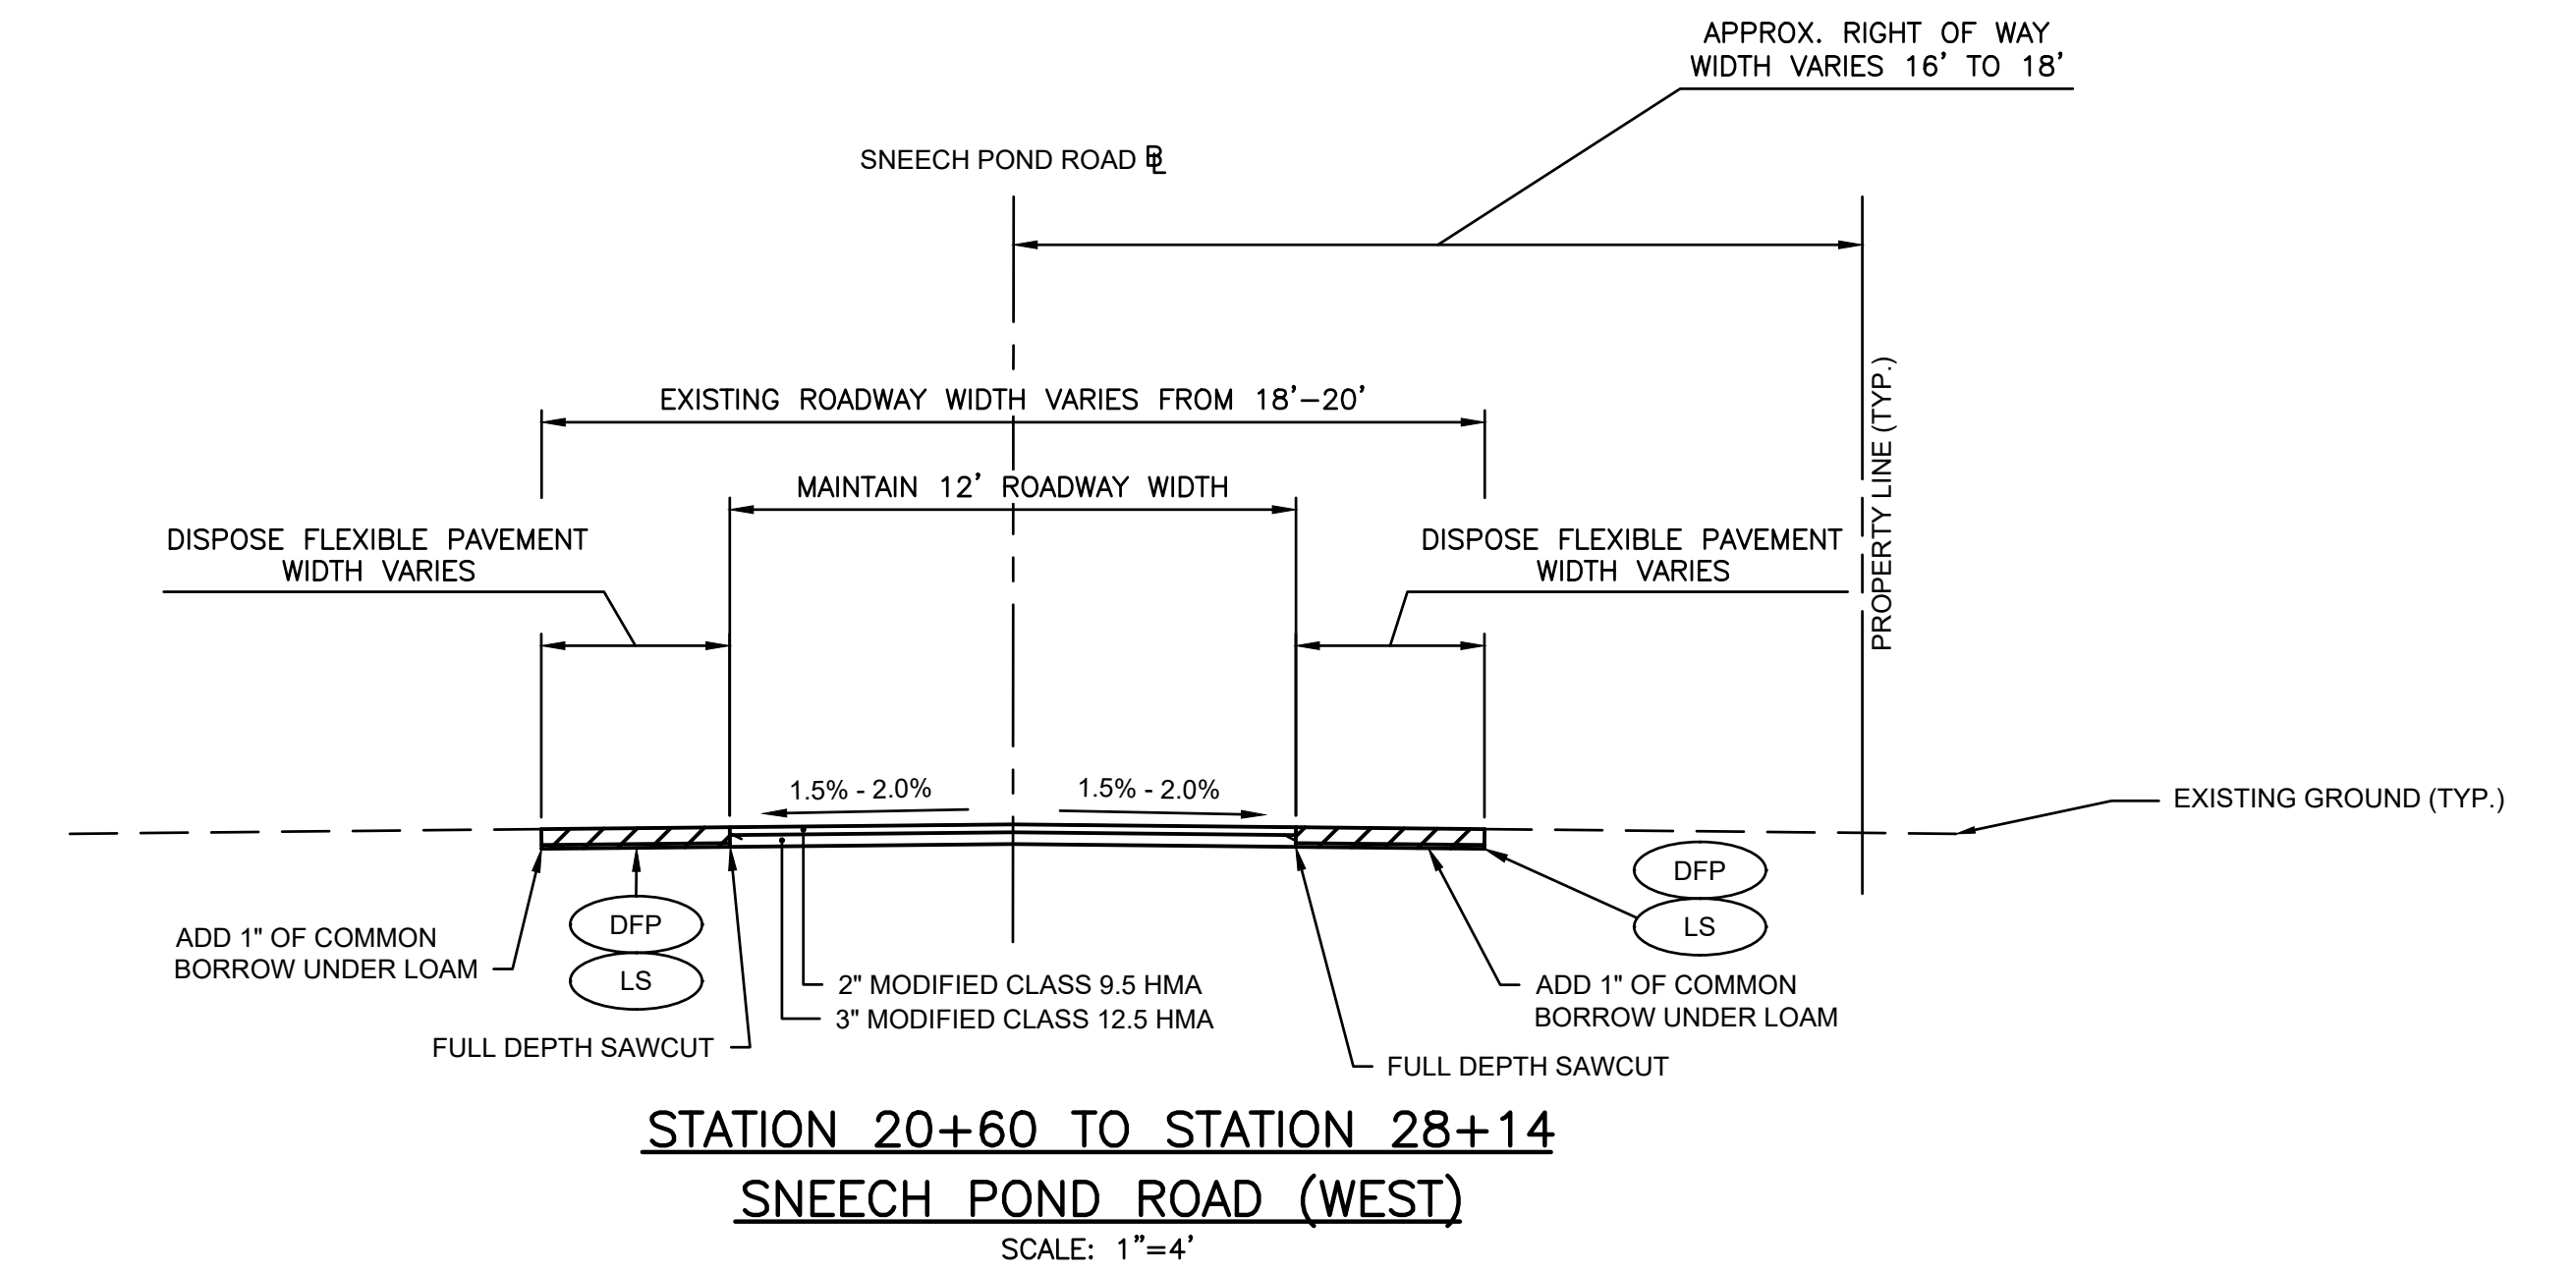 APPROX. RIGHT OF WAY
WIDTH VARIES 16' TO 18'
SNEECH POND ROAD ⅊
EXISTING ROADWAY WIDTH VARIES FROM 18'-20'
MAINTAIN 12' ROADWAY WIDTH
DISPOSE FLEXIBLE PAVEMENT
WIDTH VARIES
DISPOSE FLEXIBLE PAVEMENT
WIDTH VARIES
PROPERTY LINE (TYP.)
1.5% - 2.0%
1.5% - 2.0%
EXISTING GROUND (TYP.)
DFP
LS
DFP
LS
ADD 1" OF COMMON
BORROW UNDER LOAM
2" MODIFIED CLASS 9.5 HMA
3" MODIFIED CLASS 12.5 HMA
ADD 1" OF COMMON
BORROW UNDER LOAM
FULL DEPTH SAWCUT
FULL DEPTH SAWCUT
STATION 20+60 TO STATION 28+14
SNEECH POND ROAD (WEST)
SCALE: 1"=4'